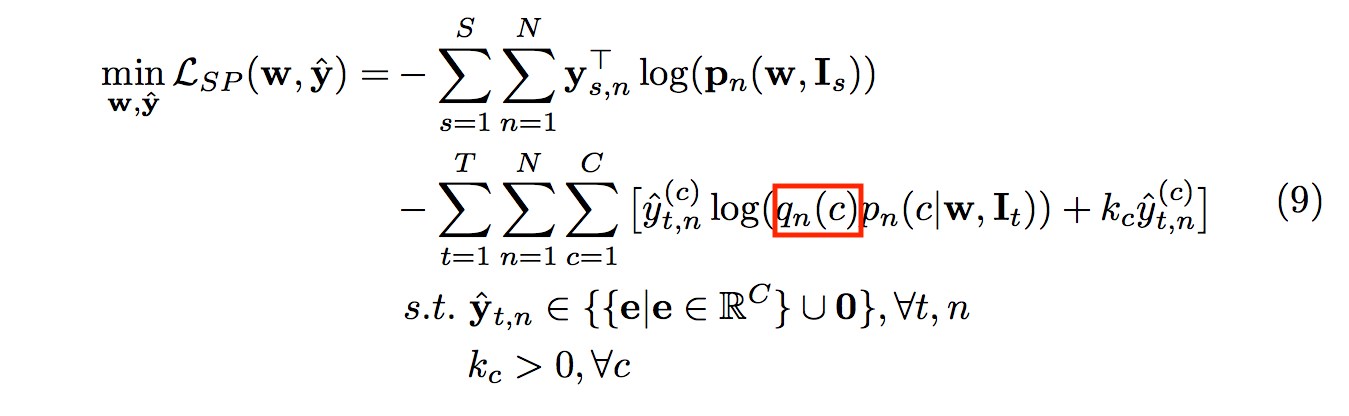 $$\min_{\mathbf{w},\hat{\mathbf{y}}} \mathcal{L}_{SP}(\mathbf{w}, \hat{\mathbf{y}}) = -\sum_{s=1}^{S}\sum_{n=1}^{N} \mathbf{y}_{s,n}^{\top} \log(\mathbf{p}_n(\mathbf{w}, \mathbf{I}_s))$$
$$-\sum_{t=1}^{T}\sum_{n=1}^{N}\sum_{c=1}^{C} [\hat{y}_{t,n}^{(c)} \log(q_n(c)p_n(c|\mathbf{w}, \mathbf{I}_t)) + k_c\hat{y}_{t,n}^{(c)}] \quad (9)$$
$$s.t. \ \hat{\mathbf{y}}_{t,n} \in \{\{\mathbf{e}|\mathbf{e} \in \mathbb{R}^C\} \cup \mathbf{0}\}, \forall t, n$$
$$k_c > 0, \forall c$$